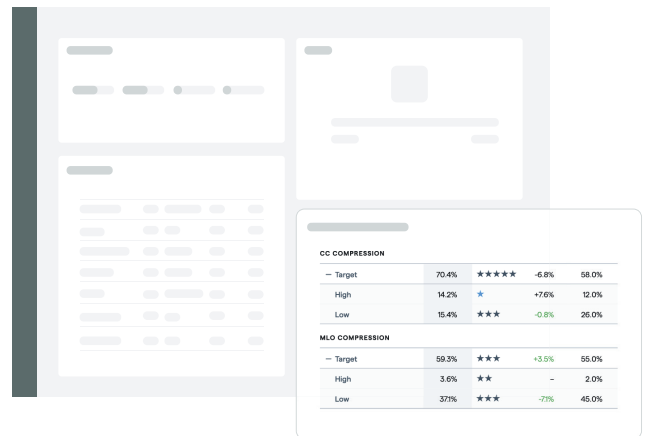 CC COMPRESSION
— Target 70.4% ★★★★★ -6.8% 58.0%
High 14.2% ★ +7.6% 12.0%
Low 15.4% ★★★ -0.8% 26.0%
MLO COMPRESSION
— Target 59.3% ★★★ +3.5% 55.0%
High 3.6% ★★ – 2.0%
Low 37.1% ★★★ -7.1% 45.0%